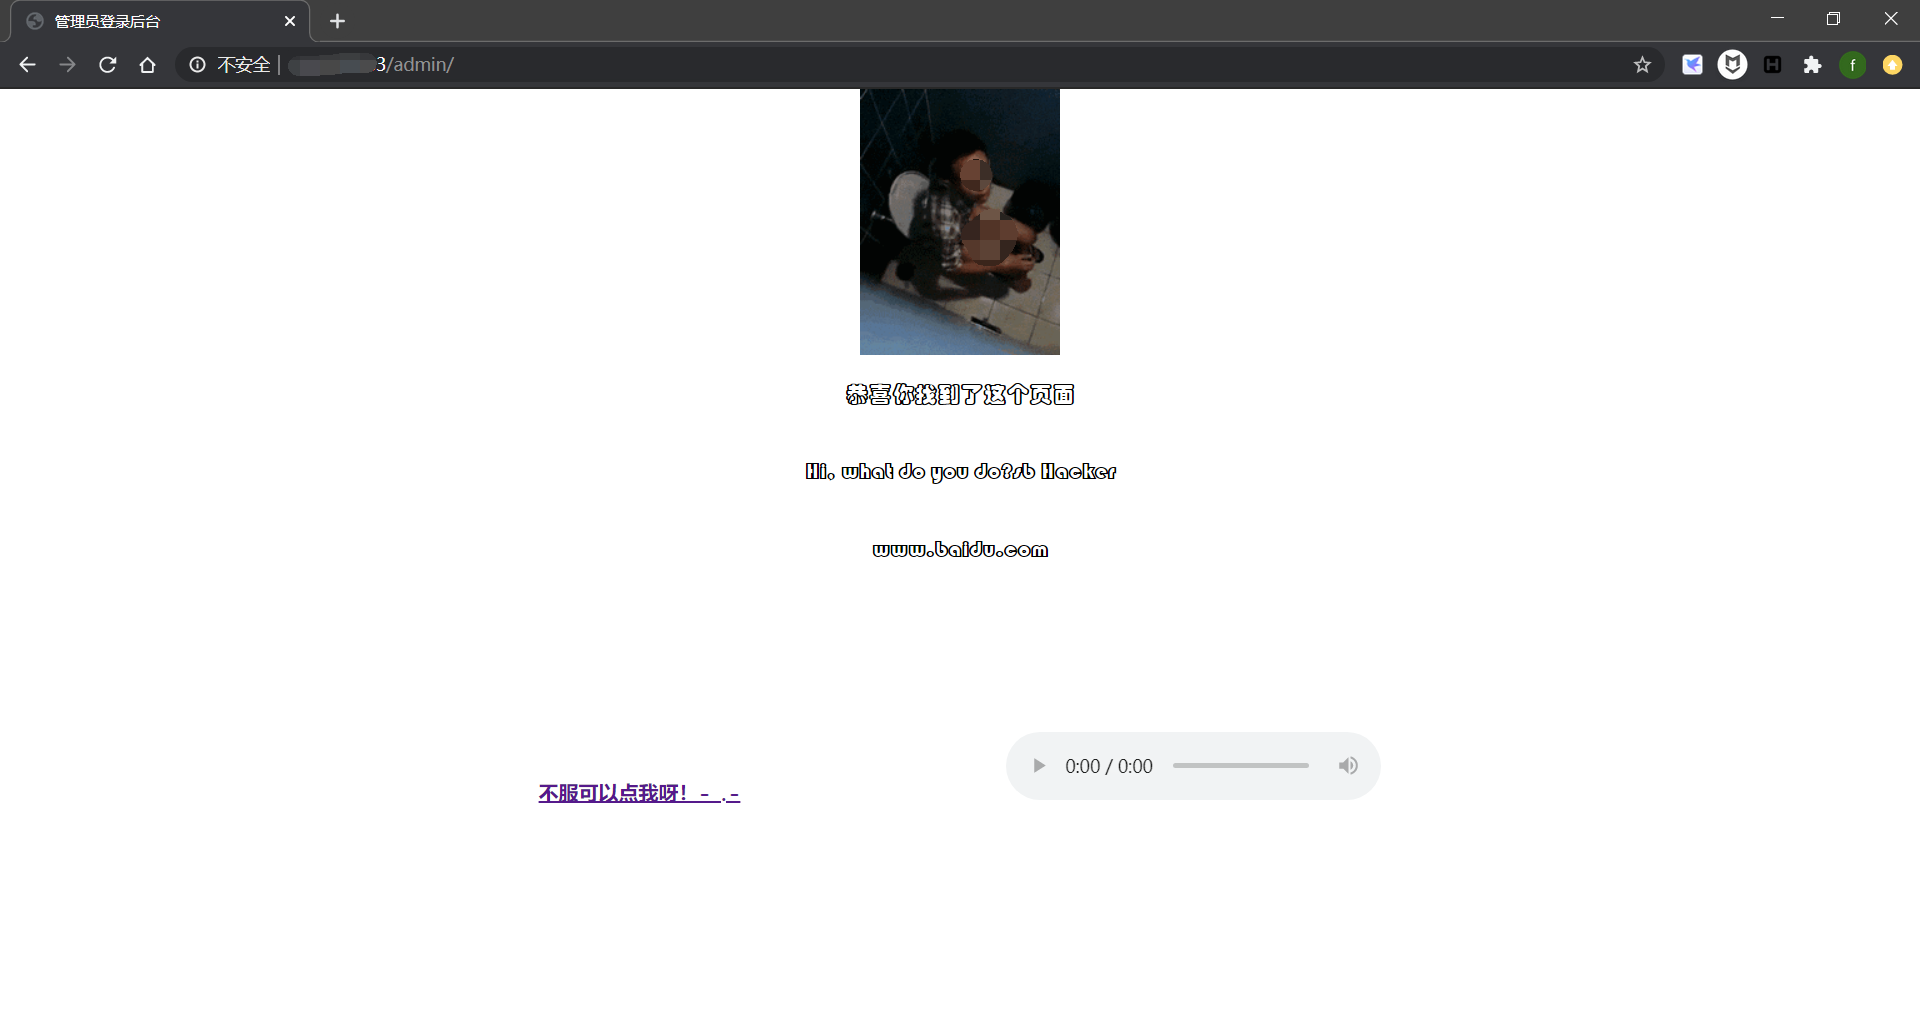 管理员登录后台
不安全 | 3/admin/
f
恭喜你找到了这个页面
Hi, what do you do?sb Hacker
www.baidu.com
0:00 / 0:00
不服可以点我呀！- .-